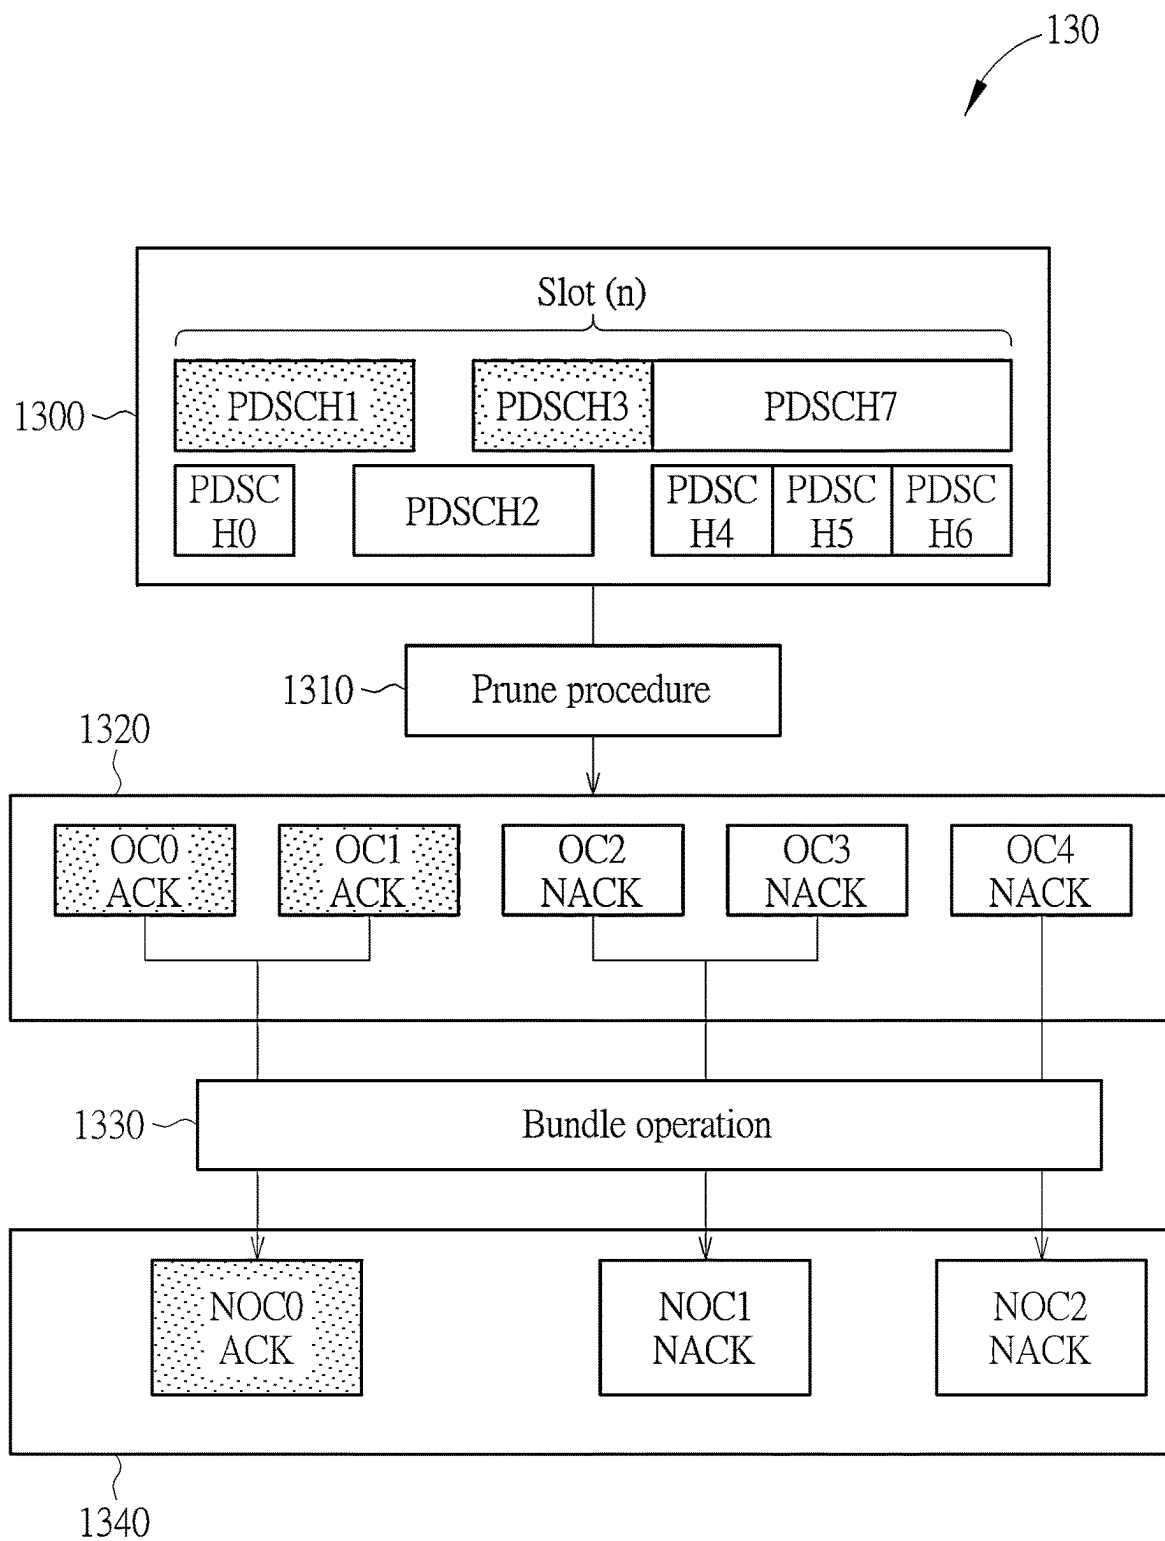 130
Slot (n)
1300
PDSCH1
PDSCH3
PDSCH7
PDSC
H0
PDSCH2
PDSC
H4
PDSC
H5
PDSC
H6
1310
Prune procedure
1320
OC0
ACK
OC1
ACK
OC2
NACK
OC3
NACK
OC4
NACK
1330
Bundle operation
NOC0
ACK
NOC1
NACK
NOC2
NACK
1340